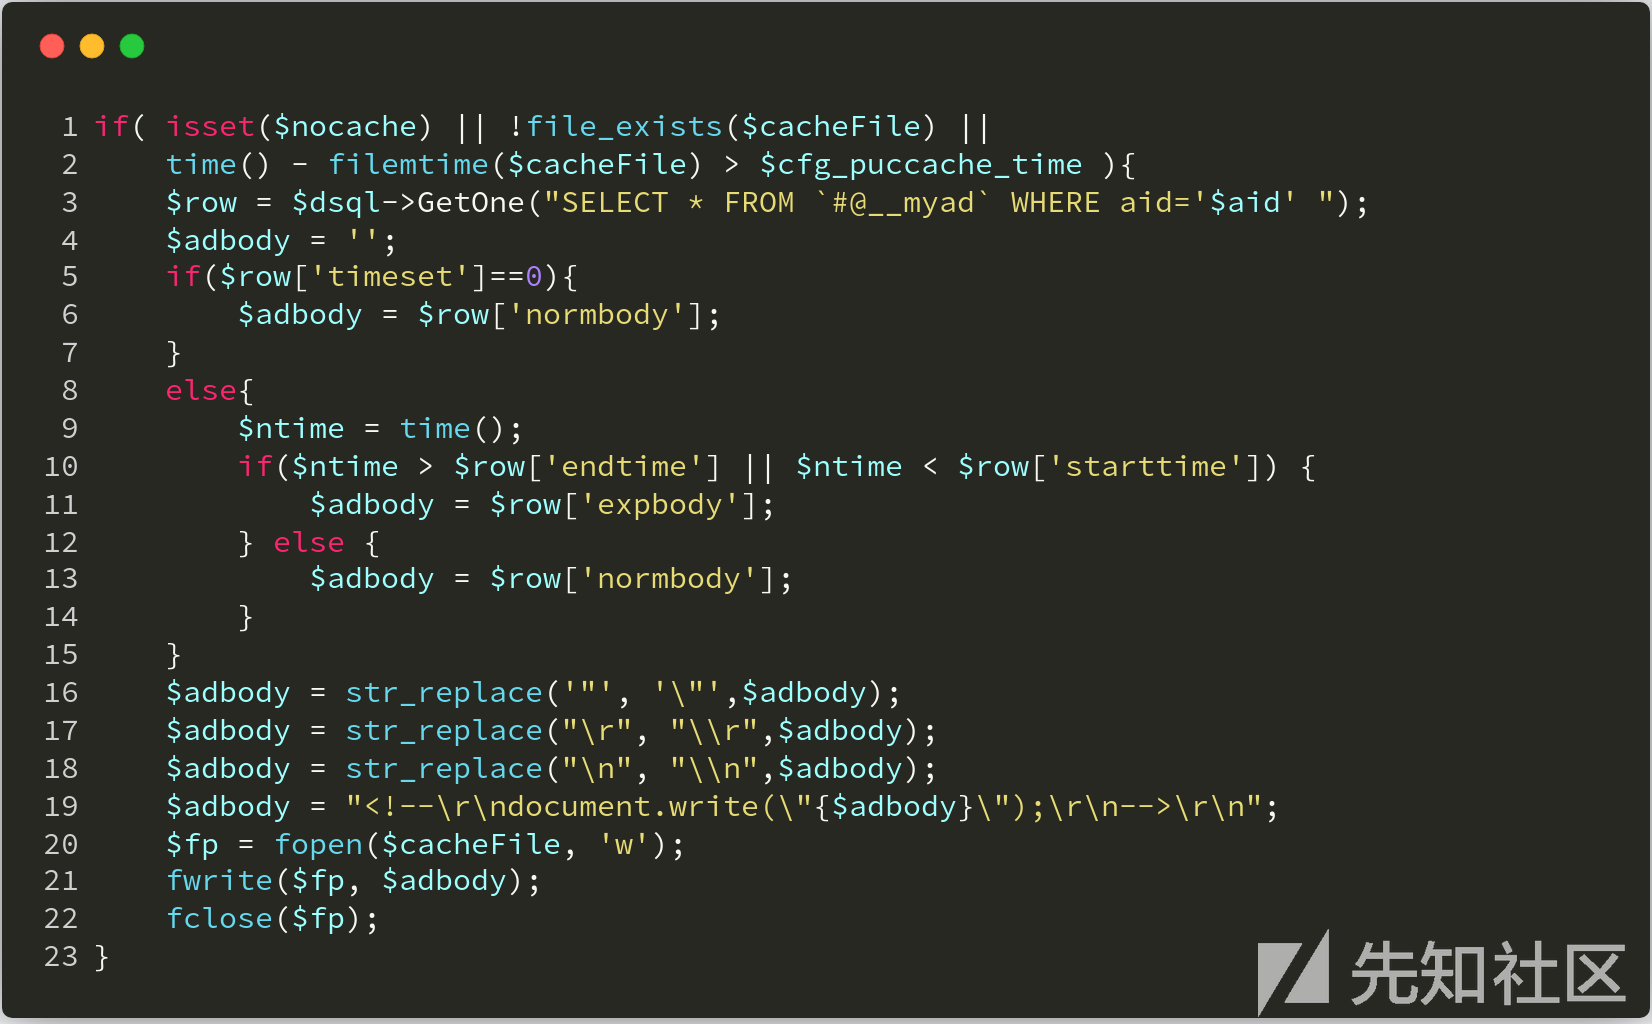 1 if( isset($nocache) || !file_exists($cacheFile) ||
2     time() - filemtime($cacheFile) > $cfg_puccache_time ){
3     $row = $dsql->GetOne("SELECT * FROM `#@__myad` WHERE aid='$aid' ");
4     $adbody = '';
5     if($row['timeset']==0){
6         $adbody = $row['normbody'];
7     }
8     else{
9         $ntime = time();
10         if($ntime > $row['endtime'] || $ntime < $row['starttime']) {
11             $adbody = $row['expbody'];
12         } else {
13             $adbody = $row['normbody'];
14         }
15     }
16     $adbody = str_replace('"', '\"',$adbody);
17     $adbody = str_replace("\r", "\\r",$adbody);
18     $adbody = str_replace("\n", "\\n",$adbody);
19     $adbody = "<!--\r\ndocument.write(\"{$adbody}\");\r\n-->\r\n";
20     $fp = fopen($cacheFile, 'w');
21     fwrite($fp, $adbody);
22     fclose($fp);
23 }
先知社区